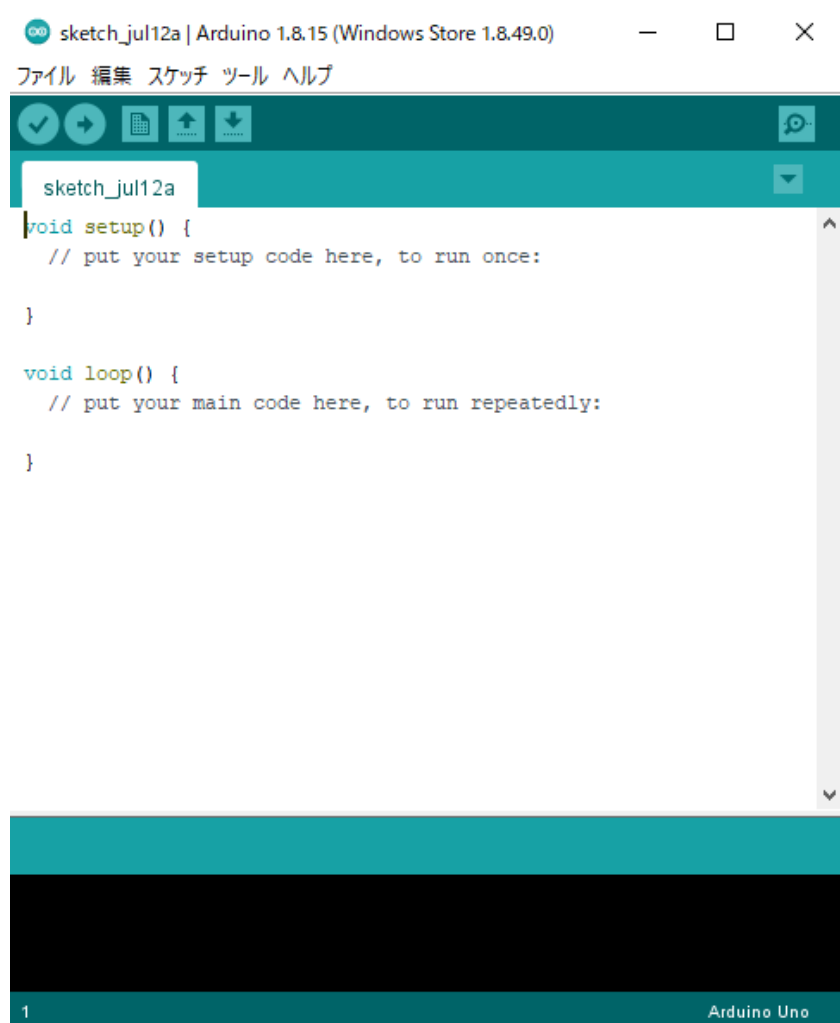 sketch_jul12a | Arduino 1.8.15 (Windows Store 1.8.49.0)
ファイル 編集 スケッチ ツール ヘルプ
sketch_jul12a
void setup() {
  // put your setup code here, to run once:
}
void loop() {
  // put your main code here, to run repeatedly:
}
1 Arduino Uno